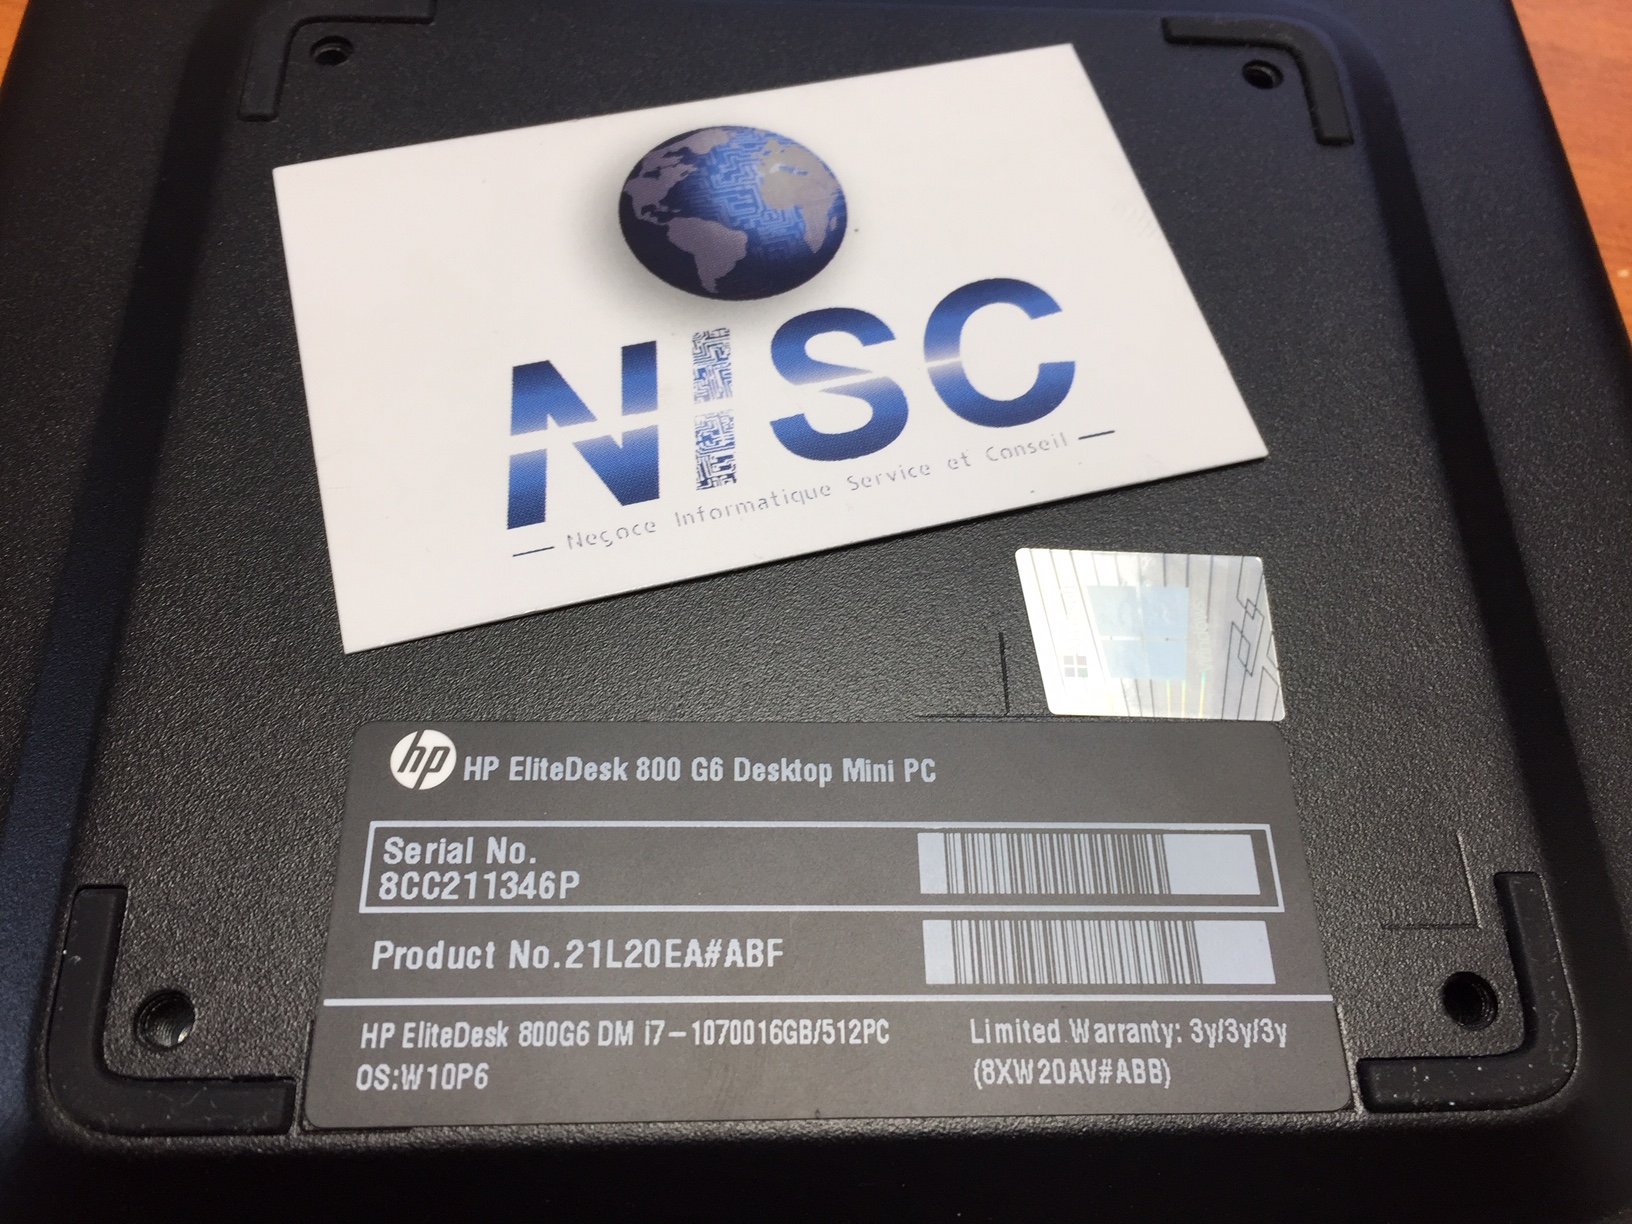 NISC
Negoce Informatique Service et Conseil
hp HP EliteDesk 800 G6 Desktop Mini PC
Serial No.
8CC211346P
Product No.21L20EA#ABF
HP EliteDesk 800G6 DM i7-1070016GB/512PC
Limited Warranty: 3y/3y/3y
OS:W10P6
(8XW20AV#ABB)